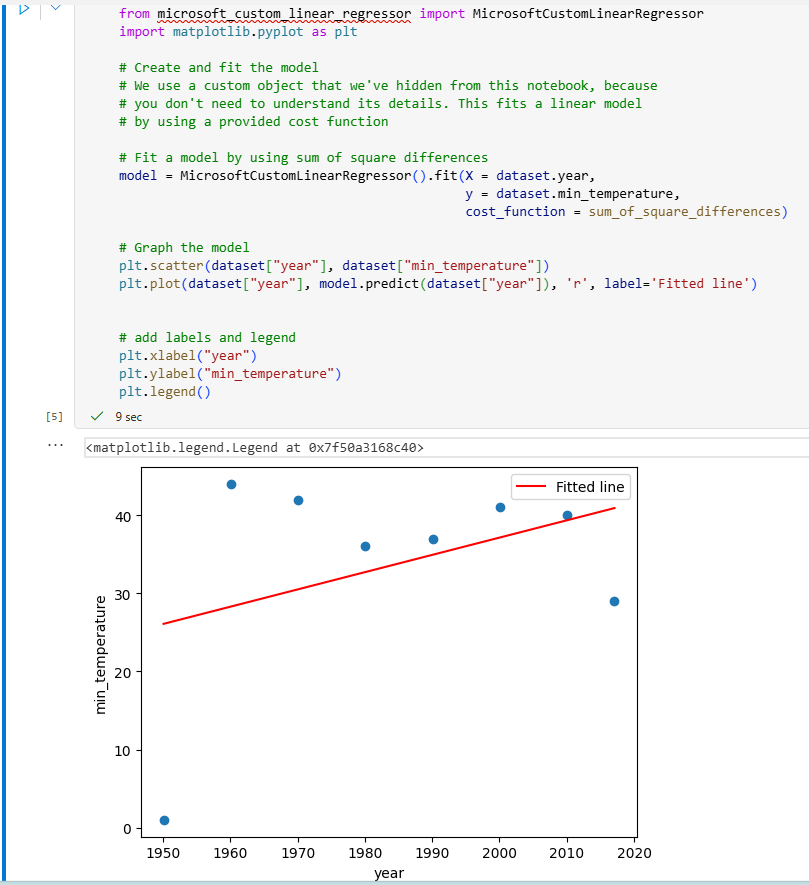 from microsoft_custom_linear_regressor import MicrosoftCustomLinearRegressor
import matplotlib.pyplot as plt
# Create and fit the model
# We use a custom object that we've hidden from this notebook, because
# you don't need to understand its details. This fits a linear model
# by using a provided cost function
# Fit a model by using sum of square differences
model = MicrosoftCustomLinearRegressor().fit(X = dataset.year,
y = dataset.min_temperature,
cost_function = sum_of_square_differences)
# Graph the model
plt.scatter(dataset["year"], dataset["min_temperature"])
plt.plot(dataset["year"], model.predict(dataset["year"]), 'r', label='Fitted line')
# add labels and legend
plt.xlabel("year")
plt.ylabel("min_temperature")
plt.legend()
[5] 9 sec
... <matplotlib.legend.Legend at 0x7f50a3168c40>
Fitted line
40
30
20
10
0
min_temperature
1950 1960 1970 1980 1990 2000 2010 2020
year